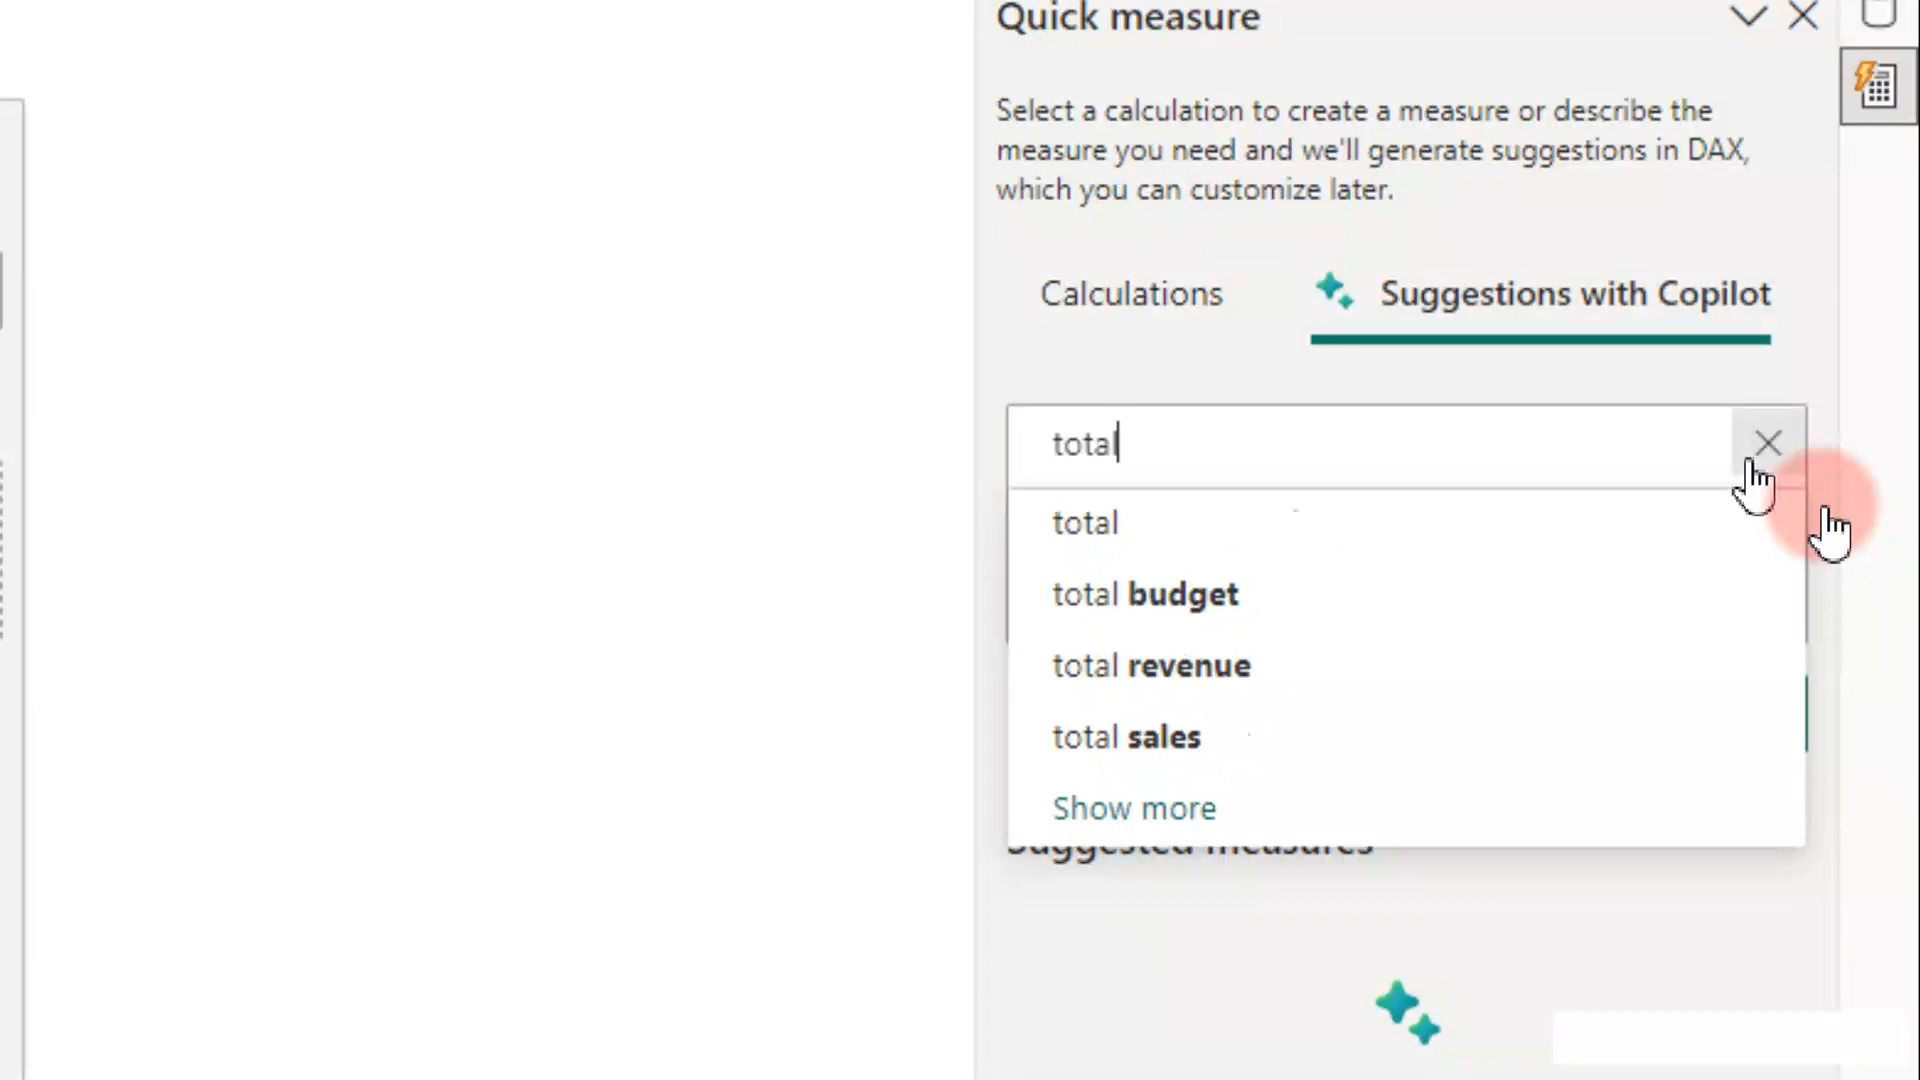 Quick measure
Select a calculation to create a measure or describe the
measure you need and we'll generate suggestions in DAX,
which you can customize later.
Calculations
Suggestions with Copilot
total
total
total budget
total revenue
total sales
Show more
Suggested measures